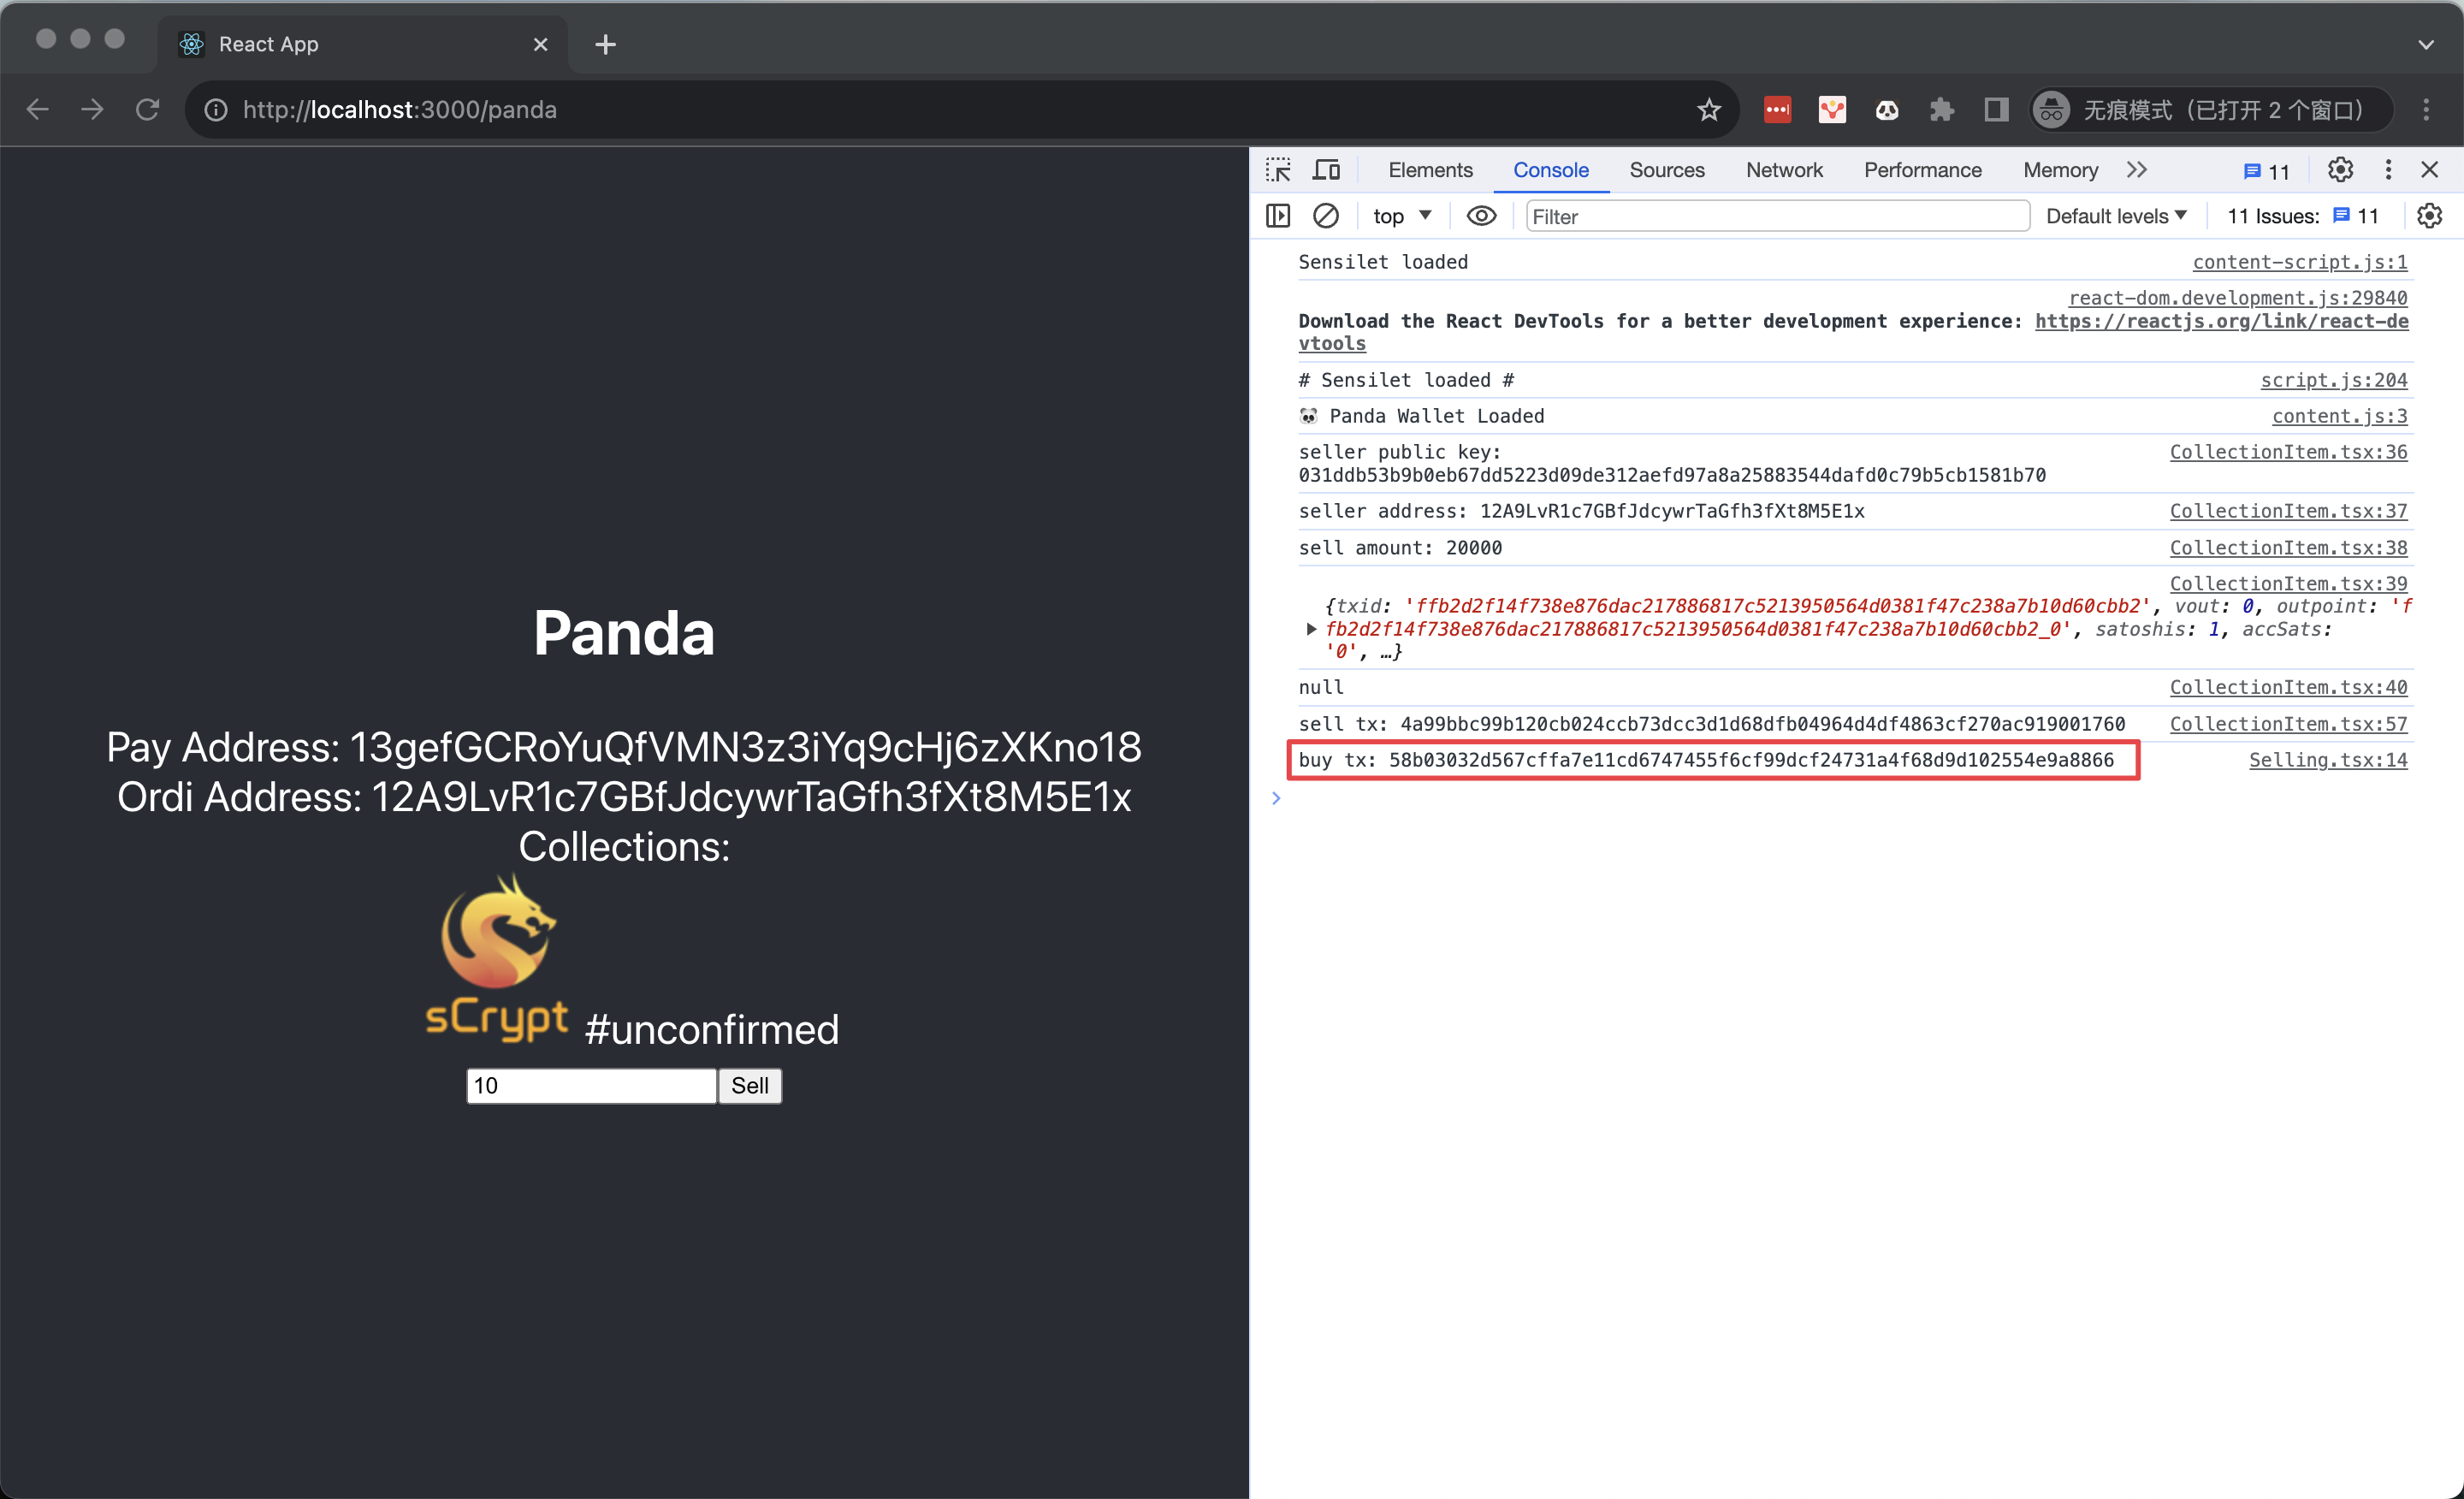 React App
http://localhost:3000/panda
无痕模式（已打开 2 个窗口）
Elements Console Sources Network Performance Memory 11
top Filter Default levels 11 Issues: 11
Sensilet loaded content-script.js:1
react-dom.development.js:29840
Download the React DevTools for a better development experience: https://reactjs.org/link/react-de
vtools
# Sensilet loaded # script.js:204
🐼 Panda Wallet Loaded content.js:3
seller public key: CollectionItem.tsx:36
031ddb53b9b0eb67dd5223d09de312aefd97a8a25883544dafd0c79b5cb1581b70
seller address: 12A9LvR1c7GBfJdcywrTaGfh3fXt8M5E1x CollectionItem.tsx:37
sell amount: 20000 CollectionItem.tsx:38
CollectionItem.tsx:39
{txid: 'ffb2d2f14f738e876dac217886817c5213950564d0381f47c238a7b10d60cbb2', vout: 0, outpoint: 'f
fb2d2f14f738e876dac217886817c5213950564d0381f47c238a7b10d60cbb2_0', satoshis: 1, accSats:
'0', …}
null CollectionItem.tsx:40
sell tx: 4a99bbc99b120cb024ccb73dcc3d1d68dfb04964d4df4863cf270ac919001760 CollectionItem.tsx:57
buy tx: 58b03032d567cffa7e11cd6747455f6cf99dcf24731a4f68d9d102554e9a8866 Selling.tsx:14
Panda
Pay Address: 13gefGCRoYuQfVMN3z3iYq9cHj6zXKno18
Ordi Address: 12A9LvR1c7GBfJdcywrTaGfh3fXt8M5E1x
Collections:
sCrypt #unconfirmed
10 Sell